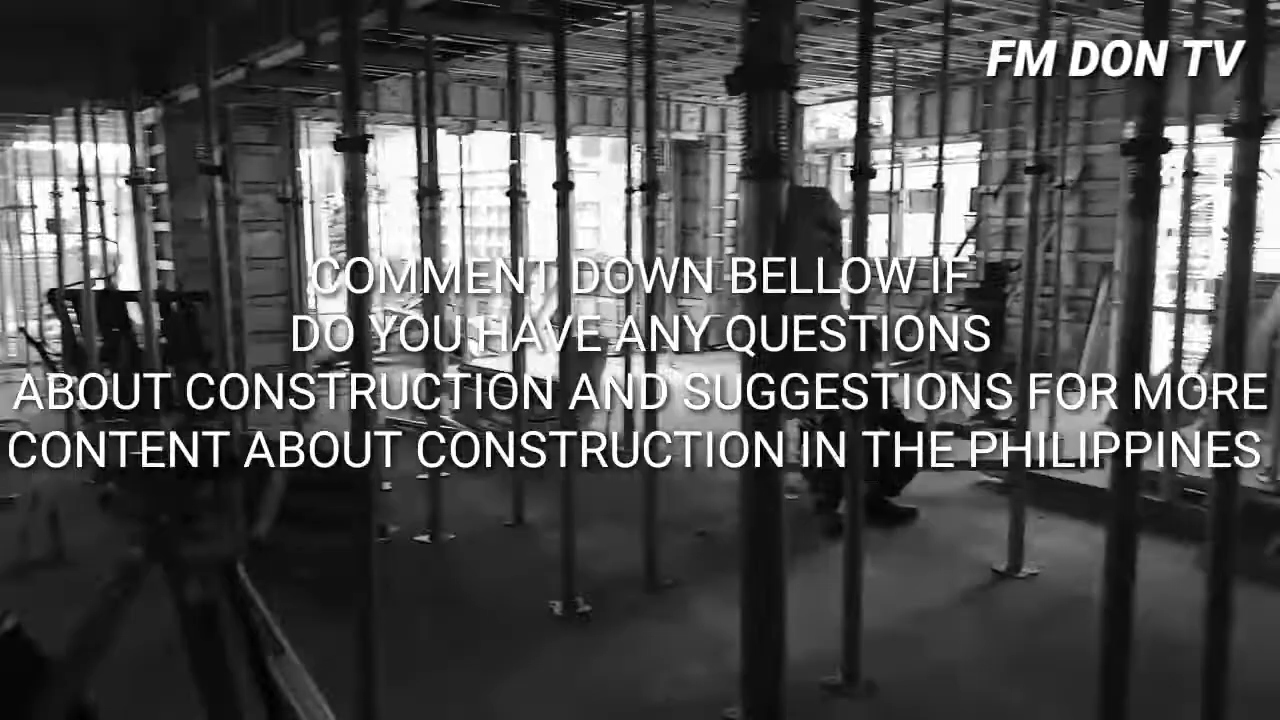 FM DON TV
COMMENT DOWN BELLOW IF
DO YOU HAVE ANY QUESTIONS
ABOUT CONSTRUCTION AND SUGGESTIONS FOR MORE
CONTENT ABOUT CONSTRUCTION IN THE PHILIPPINES